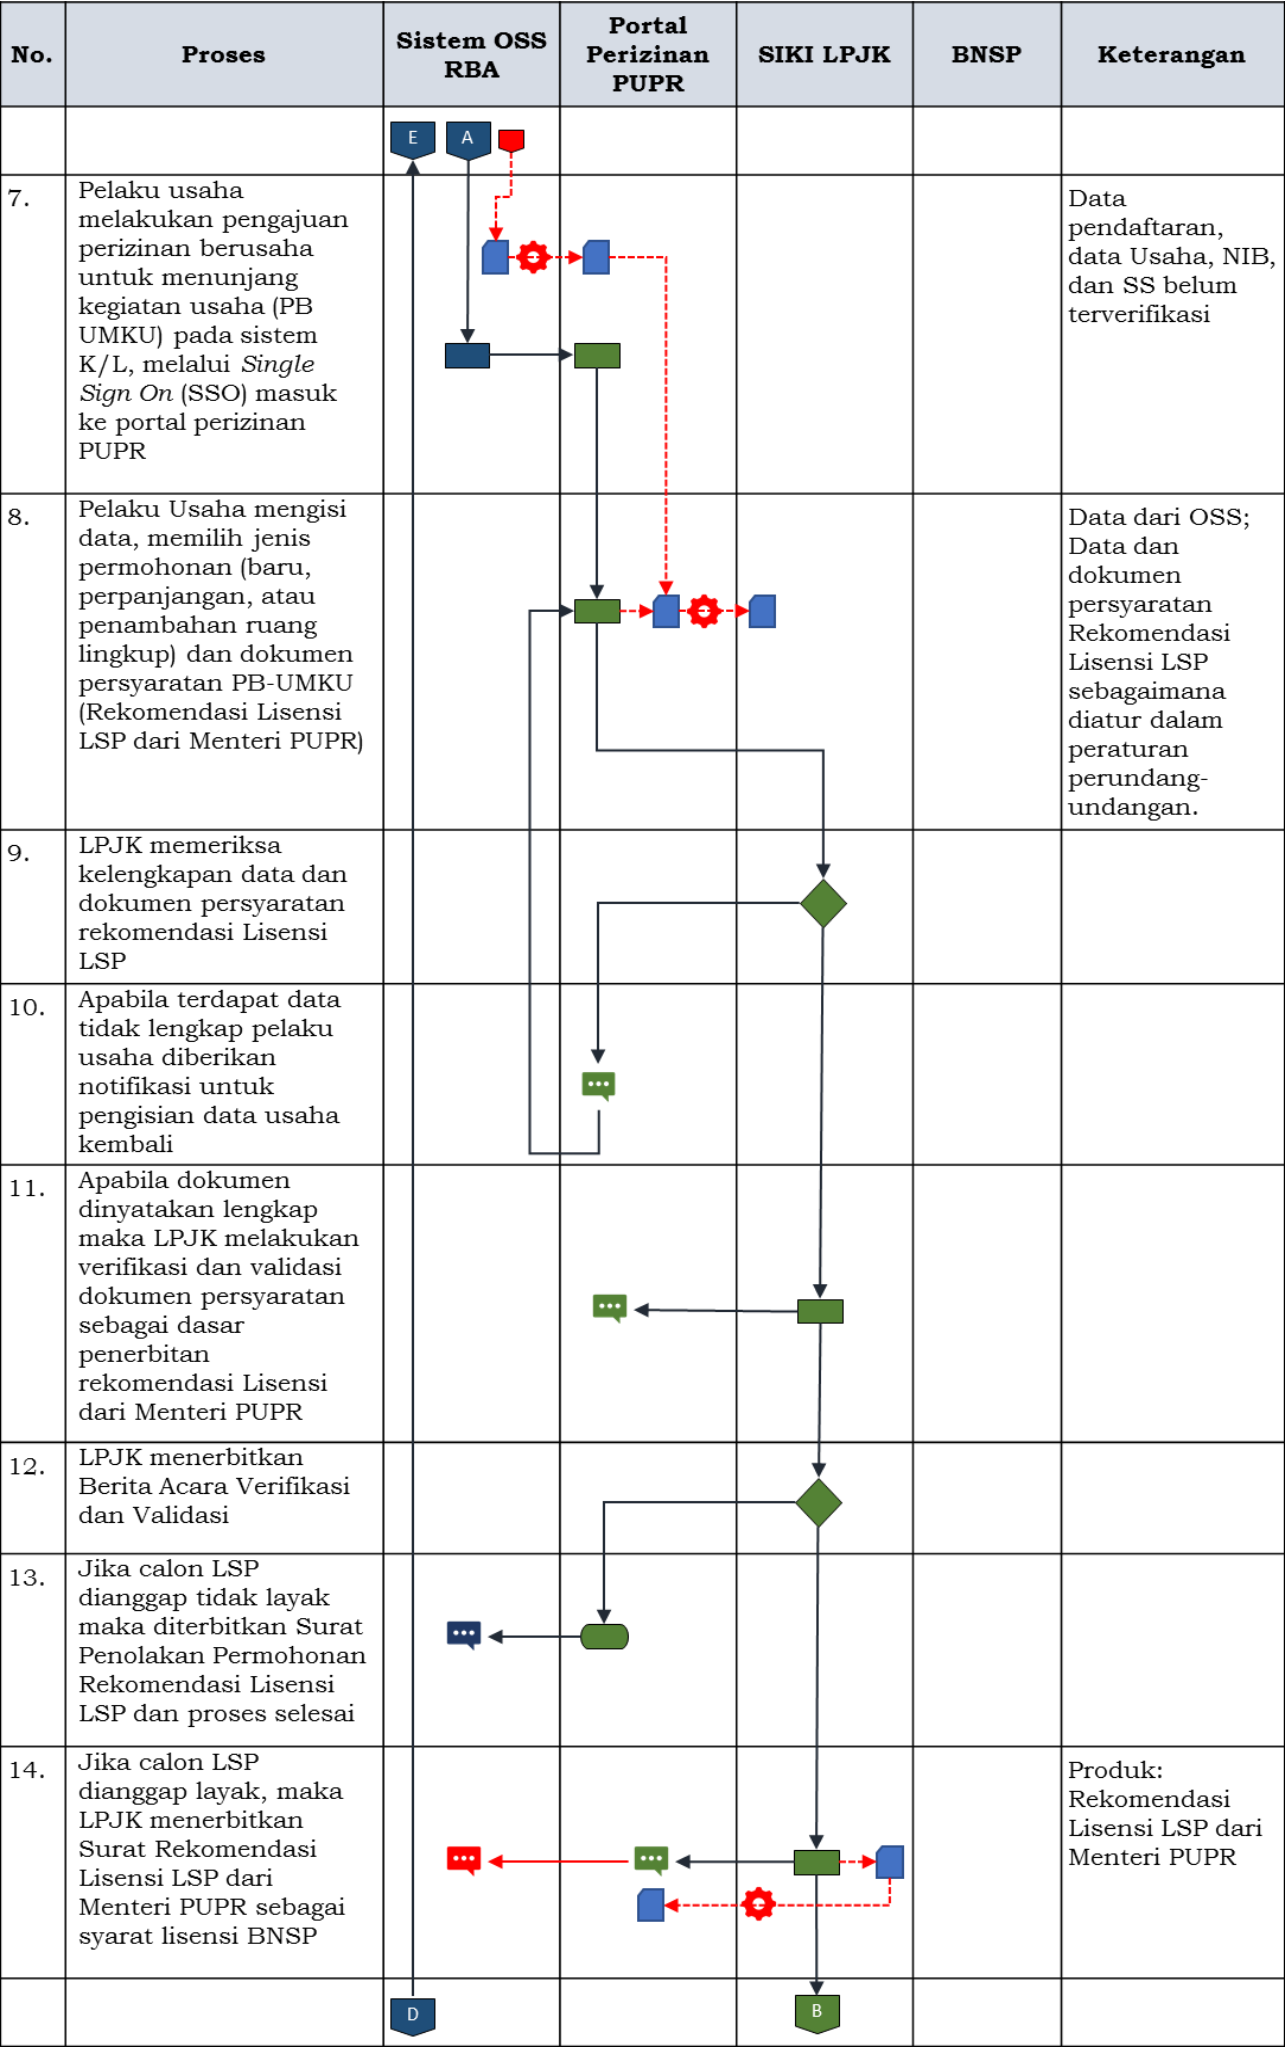 No.
Proses
Sistem OSS
RBA
Portal
Perizinan
PUPR
SIKI LPJK
BNSP
Keterangan
E
A
7.
Pelaku usaha
melakukan pengajuan
perizinan berusaha
untuk menunjang
kegiatan usaha (PB
UMKU) pada sistem
K/L, melalui Single
Sign On (SSO) masuk
ke portal perizinan
PUPR
Data
pendaftaran,
data Usaha, NIB,
dan SS belum
terverifikasi
8.
Pelaku Usaha mengisi
data, memilih jenis
permohonan (baru,
perpanjangan, atau
penambahan ruang
lingkup) dan dokumen
persyaratan PB-UMKU
(Rekomendasi Lisensi
LSP dari Menteri PUPR)
Data dari OSS;
Data dan
dokumen
persyaratan
Rekomendasi
Lisensi LSP
sebagaimana
diatur dalam
peraturan
perundang-
undangan.
9.
LPJK memeriksa
kelengkapan data dan
dokumen persyaratan
rekomendasi Lisensi
LSP
10.
Apabila terdapat data
tidak lengkap pelaku
usaha diberikan
notifikasi untuk
pengisian data usaha
kembali
11.
Apabila dokumen
dinyatakan lengkap
maka LPJK melakukan
verifikasi dan validasi
dokumen persyaratan
sebagai dasar
penerbitan
rekomendasi Lisensi
dari Menteri PUPR
12.
LPJK menerbitkan
Berita Acara Verifikasi
dan Validasi
13.
Jika calon LSP
dianggap tidak layak
maka diterbitkan Surat
Penolakan Permohonan
Rekomendasi Lisensi
LSP dan proses selesai
14.
Jika calon LSP
dianggap layak, maka
LPJK menerbitkan
Surat Rekomendasi
Lisensi LSP dari
Menteri PUPR sebagai
syarat lisensi BNSP
Produk:
Rekomendasi
Lisensi LSP dari
Menteri PUPR
D
B